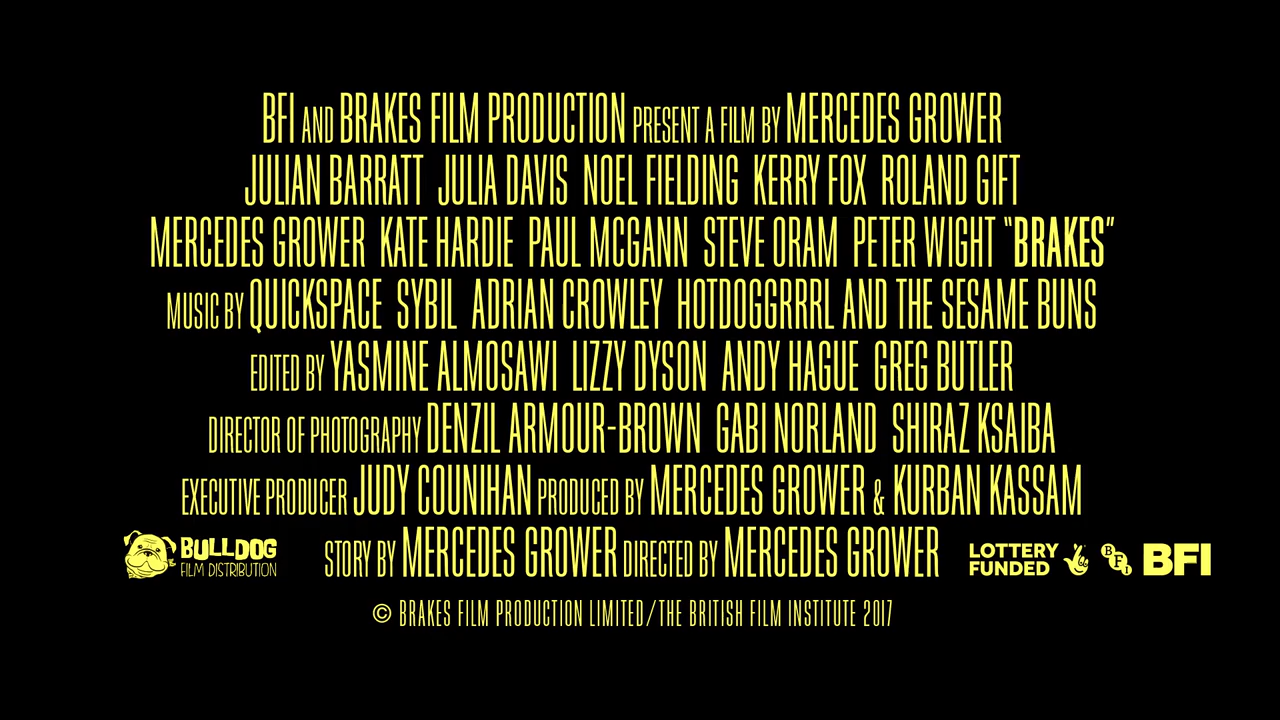 BFI AND BRAKES FILM PRODUCTION PRESENT A FILM BY MERCEDES GROWER
JULIAN BARRATT JULIA DAVIS NOEL FIELDING KERRY FOX ROLAND GIFT
MERCEDES GROWER KATE HARDIE PAUL MCGANN STEVE ORAM PETER WIGHT "BRAKES"
MUSIC BY QUICKSPACE SYBIL ADRIAN CROWLEY HOTDOGGRRRL AND THE SESAME BUNS
EDITED BY YASMINE ALMOSAWI LIZZY DYSON ANDY HAGUE GREG BUTLER
DIRECTOR OF PHOTOGRAPHY DENZIL ARMOUR-BROWN GABI NORLAND SHIRAZ KSAIBA
EXECUTIVE PRODUCER JUDY COUNIHAN PRODUCED BY MERCEDES GROWER & KURBAN KASSAM
BULLDOG
FILM DISTRIBUTION
STORY BY MERCEDES GROWER DIRECTED BY MERCEDES GROWER
LOTTERY
FUNDED
BFI
BFI
© BRAKES FILM PRODUCTION LIMITED/THE BRITISH FILM INSTITUTE 2017